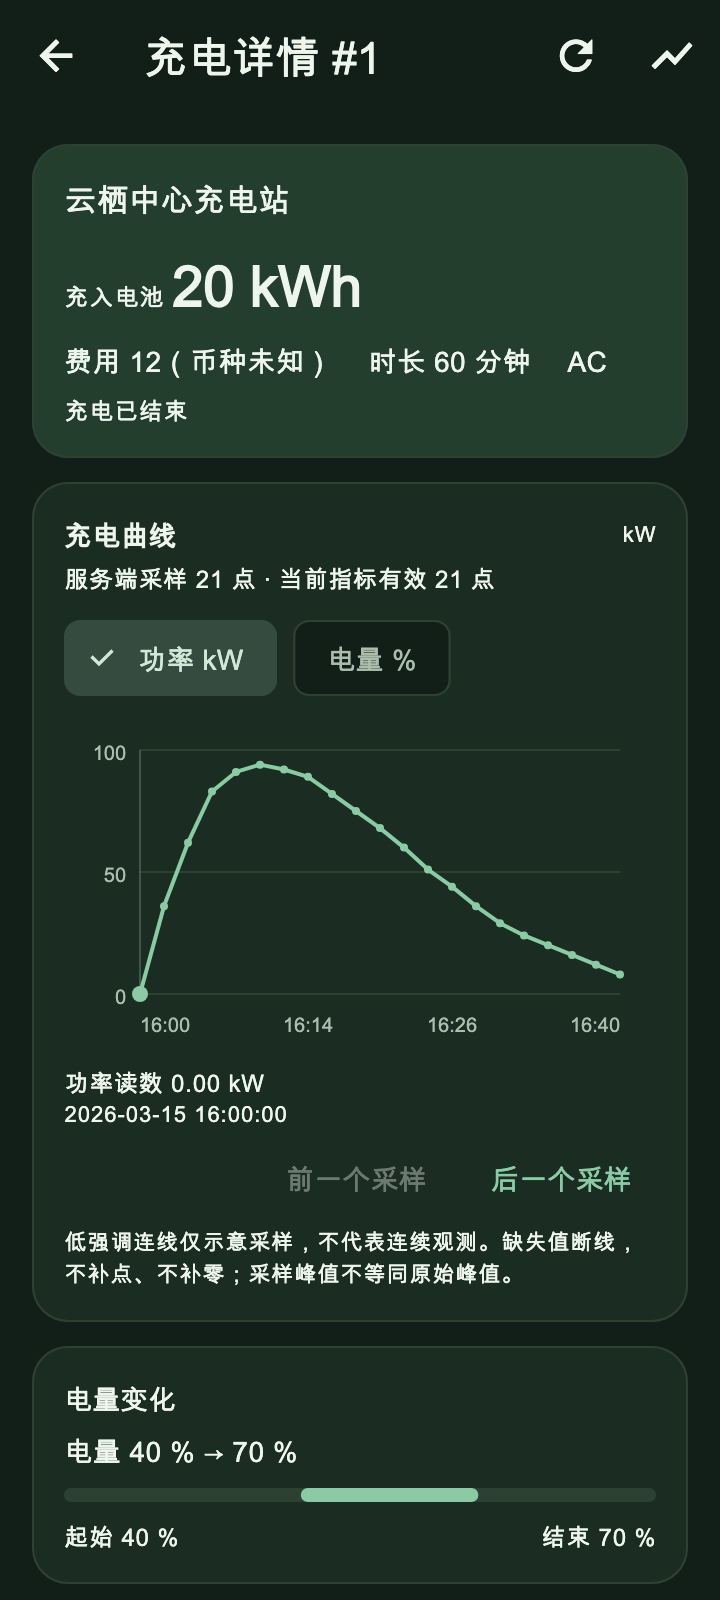 充电详情 #1
云栖中心充电站
充入电池 20 kWh
费用 12（币种未知） 时长 60 分钟 AC
充电已结束
充电曲线 kW
服务端采样 21 点 · 当前指标有效 21 点
功率 kW 电量 %
100
50
0
16:00 16:14 16:26 16:40
功率读数 0.00 kW
2026-03-15 16:00:00
前一个采样 后一个采样
低强调连线仅示意采样，不代表连续观测。缺失值断线，
不补点、不补零；采样峰值不等同原始峰值。
电量变化
电量 40 % → 70 %
起始 40 % 结束 70 %